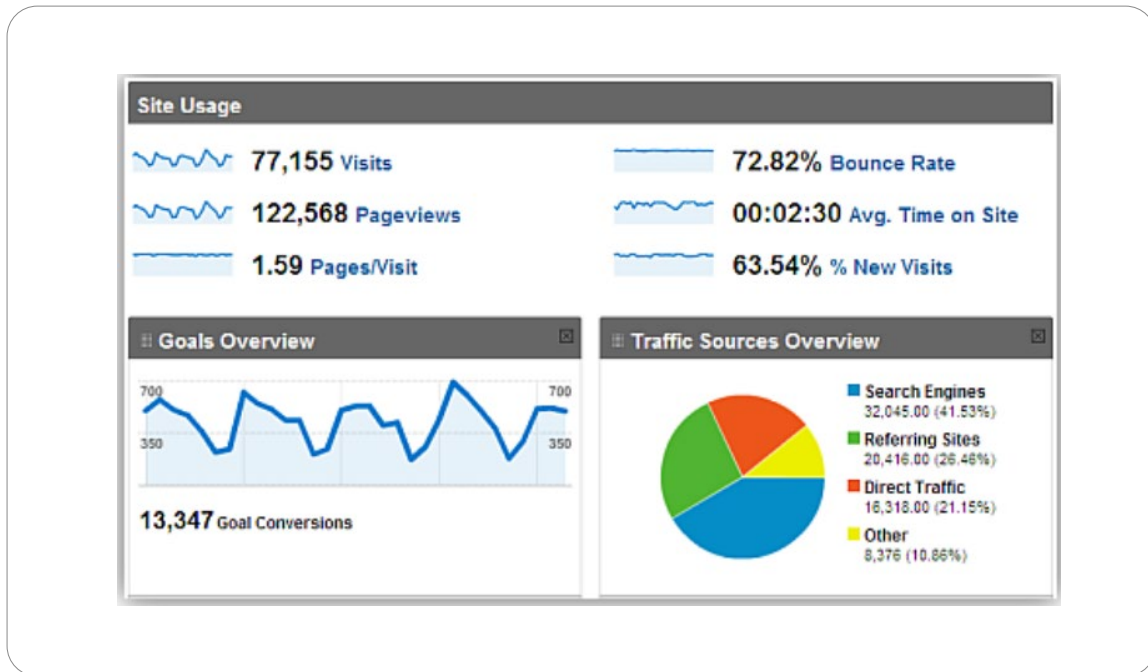 Site Usage
77,155 Visits
72.82% Bounce Rate
122,568 Pageviews
00:02:30 Avg. Time on Site
1.59 Pages/Visit
63.54% % New Visits
Goals Overview
700 700
350 350
13,347 Goal Conversions
Traffic Sources Overview
Search Engines
32,045.00 (41.53%)
Referring Sites
20,416.00 (26.46%)
Direct Traffic
16,318.00 (21.15%)
Other
8,376 (10.86%)